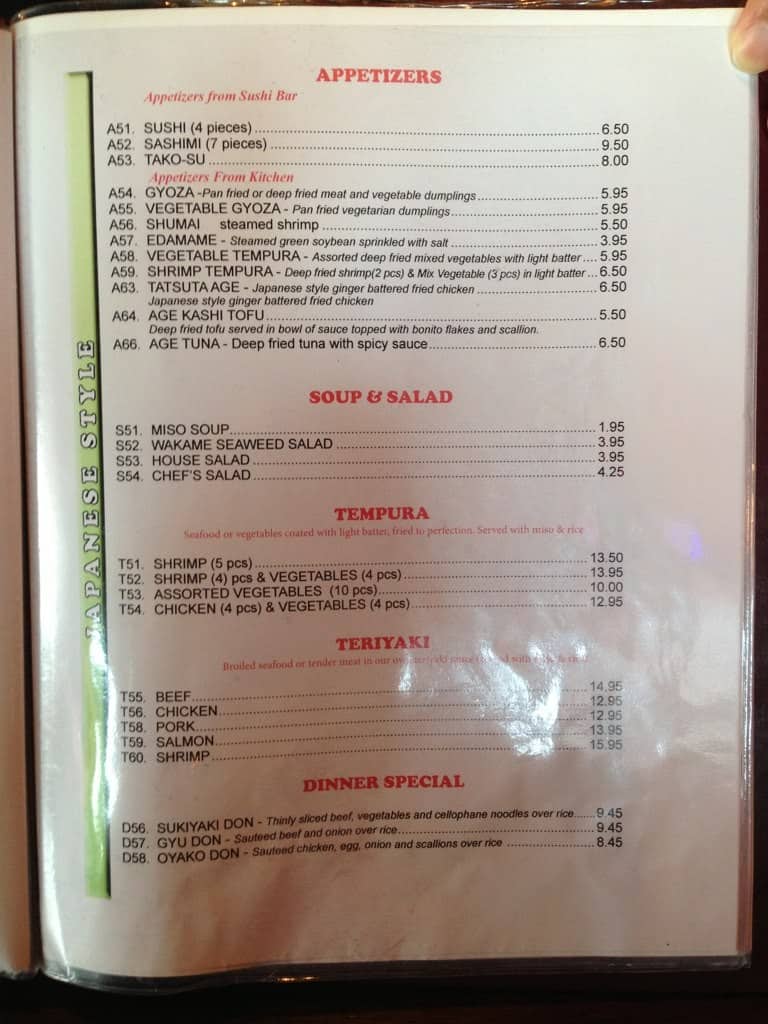 JAPANESE STYLE
APPETIZERS
Appetizers from Sushi Bar
A51. SUSHI (4 pieces) 6.50
A52. SASHIMI (7 pieces) 9.50
A53. TAKO-SU 8.00
Appetizers From Kitchen
A54. GYOZA -Pan fried or deep fried meat and vegetable dumplings 5.95
A55. VEGETABLE GYOZA - Pan fried vegetarian dumplings 5.95
A56. SHUMAI steamed shrimp 5.50
A57. EDAMAME - Steamed green soybean sprinkled with salt 3.95
A58. VEGETABLE TEMPURA - Assorted deep fried mixed vegetables with light batter 5.95
A59. SHRIMP TEMPURA - Deep fried shrimp(2 pcs) & Mix Vegetable (3 pcs) in light batter 6.50
A63. TATSUTA AGE - Japanese style ginger battered fried chicken 6.50
Japanese style ginger battered fried chicken
A64. AGE KASHI TOFU 5.50
Deep fried tofu served in bowl of sauce topped with bonito flakes and scallion.
A66. AGE TUNA - Deep fried tuna with spicy sauce 6.50
SOUP & SALAD
S51. MISO SOUP 1.95
S52. WAKAME SEAWEED SALAD 3.95
S53. HOUSE SALAD 3.95
S54. CHEF'S SALAD 4.25
TEMPURA
Seafood or vegetables coated with light batter, fried to perfection. Served with miso & rice
T51. SHRIMP (5 pcs) 13.50
T52. SHRIMP (4) pcs & VEGETABLES (4 pcs) 13.95
T53. ASSORTED VEGETABLES (10 pcs) 10.00
T54. CHICKEN (4 pcs) & VEGETABLES (4 pcs) 12.95
TERIYAKI
Broiled seafood or tender meat in our own teriyaki sauce with
T55. BEEF 14.95
T56. CHICKEN 12.95
T58. PORK 12.95
T59. SALMON 13.95
T60. SHRIMP 15.95
DINNER SPECIAL
D56. SUKIYAKI DON - Thinly sliced beef, vegetables and cellophane noodles over rice 9.45
D57. GYU DON - Sauteed beef and onion over rice 9.45
D58. OYAKO DON - Sauteed chicken, egg, onion and scallions over rice 8.45